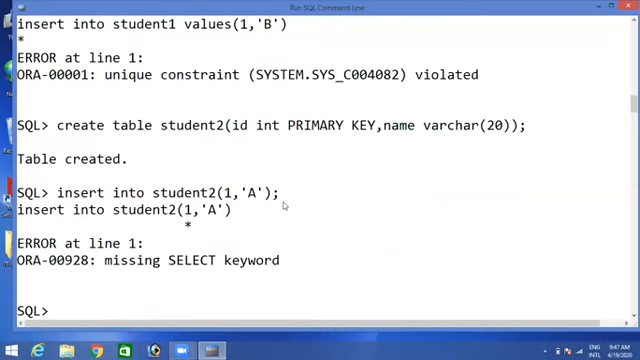 Run SQL Command Line
insert into student1 values(1,'B')
*
ERROR at line 1:
ORA-00001: unique constraint (SYSTEM.SYS_C004082) violated
SQL> create table student2(id int PRIMARY KEY,name varchar(20));
Table created.
SQL> insert into student2(1,'A');
insert into student2(1,'A')
*
ERROR at line 1:
ORA-00928: missing SELECT keyword
SQL>
ENG
INTL
9:47 AM
4/19/2020